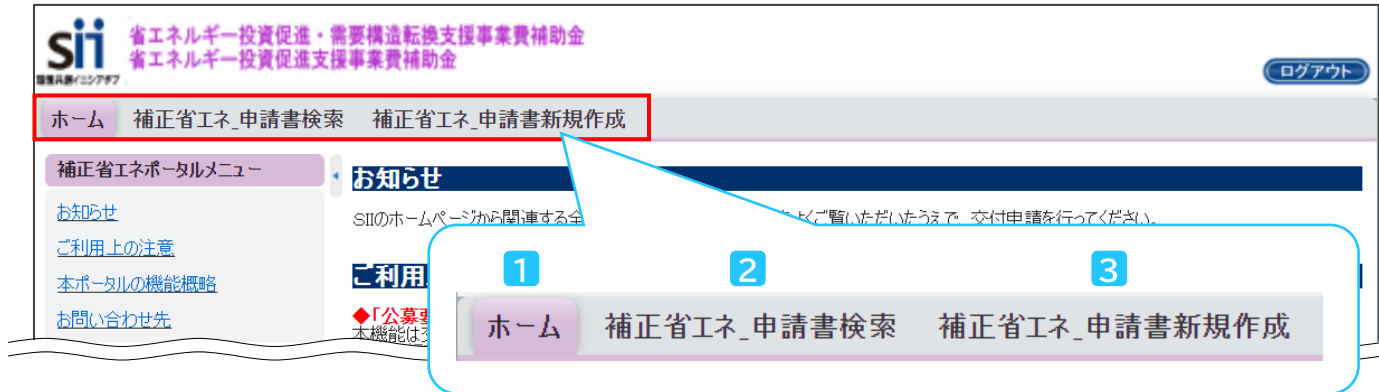 sii
省エネルギー投資促進・需要構造転換支援事業費補助金
省エネルギー投資促進支援事業費補助金
環境共創イニシアチブ
ログアウト
ホーム 補正省エネ_申請書検索 補正省エネ_申請書新規作成
補正省エネポータルメニュー
お知らせ
お知らせ
SIIのホームページから関連する全
よくご覧いただいたうえで、交付申請を行ってください。
ご利用上の注意
本ポータルの機能概略
お問い合わせ先
ご利用
◆「公募要
本機能は交
1 2 3
ホーム 補正省エネ_申請書検索 補正省エネ_申請書新規作成